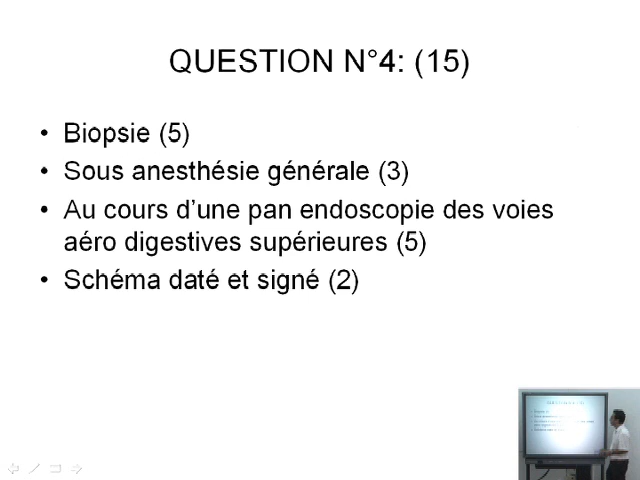 QUESTION N°4: (15)
• Biopsie (5)
• Sous anesthésie générale (3)
• Au cours d'une pan endoscopie des voies
aéro digestives supérieures (5)
• Schéma daté et signé (2)